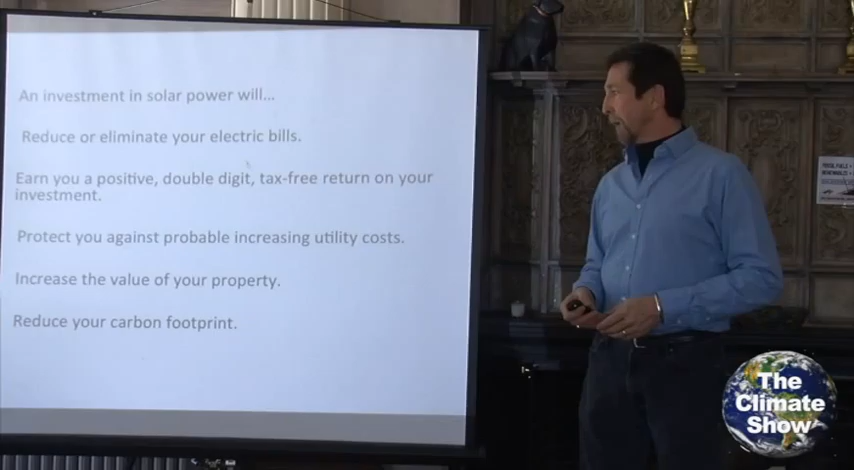 An investment in solar power will...
Reduce or eliminate your electric bills.
Earn you a positive, double digit, tax-free return on your
investment.
Protect you against probable increasing utility costs.
Increase the value of your property.
Reduce your carbon footprint.
The
Climate
Show